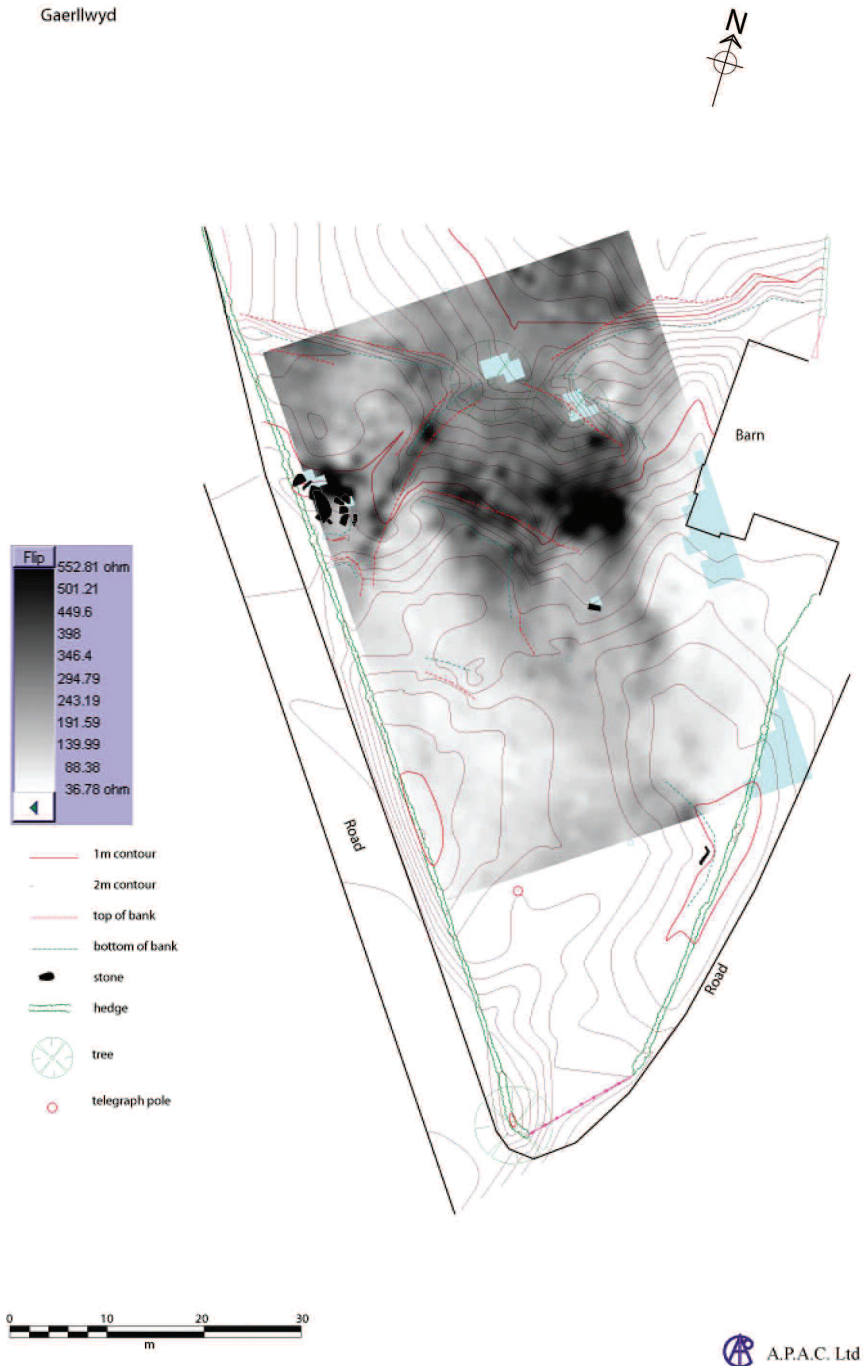 Gaerllwyd
N
Barn
Flip
552.81 ohm
501.21
449.6
398
346.4
294.79
243.19
191.59
139.99
88.38
36.78 ohm
1m contour
2m contour
top of bank
bottom of bank
stone
hedge
tree
telegraph pole
Road
Road
0 10 20 30
m
A.P.A.C. Ltd